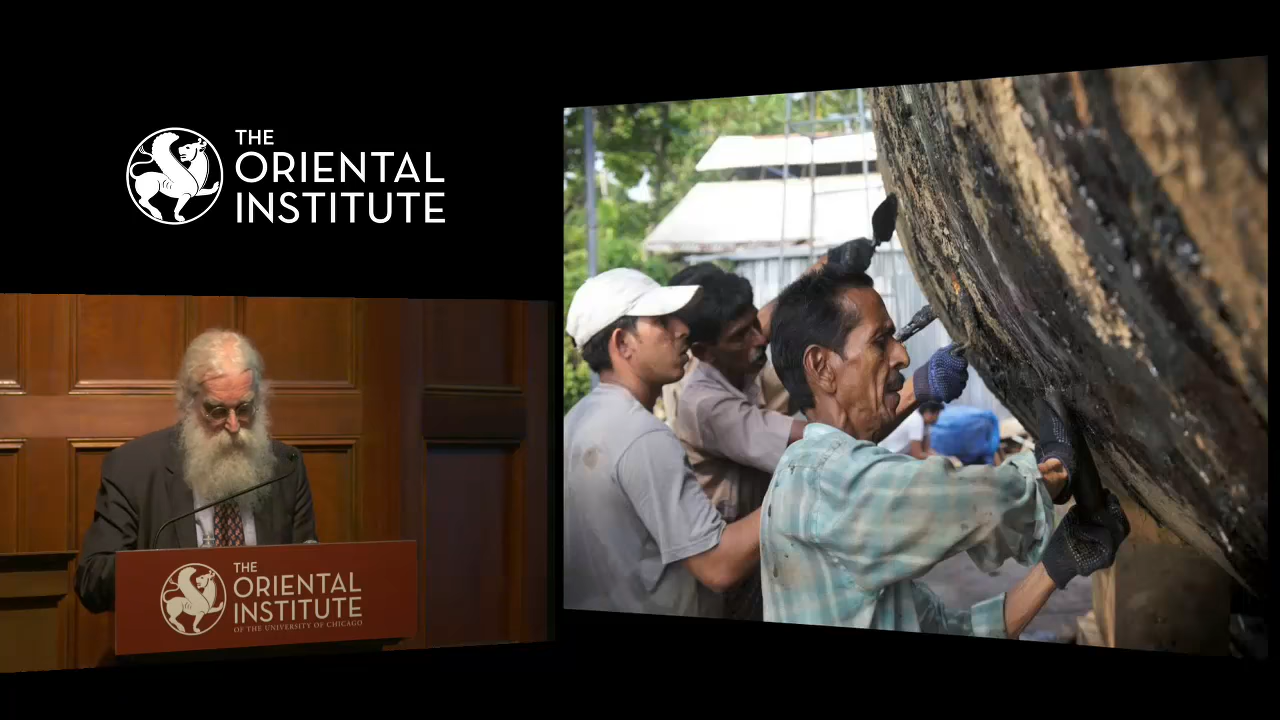 THE
ORIENTAL
INSTITUTE
THE
ORIENTAL
INSTITUTE
OF THE UNIVERSITY OF CHICAGO